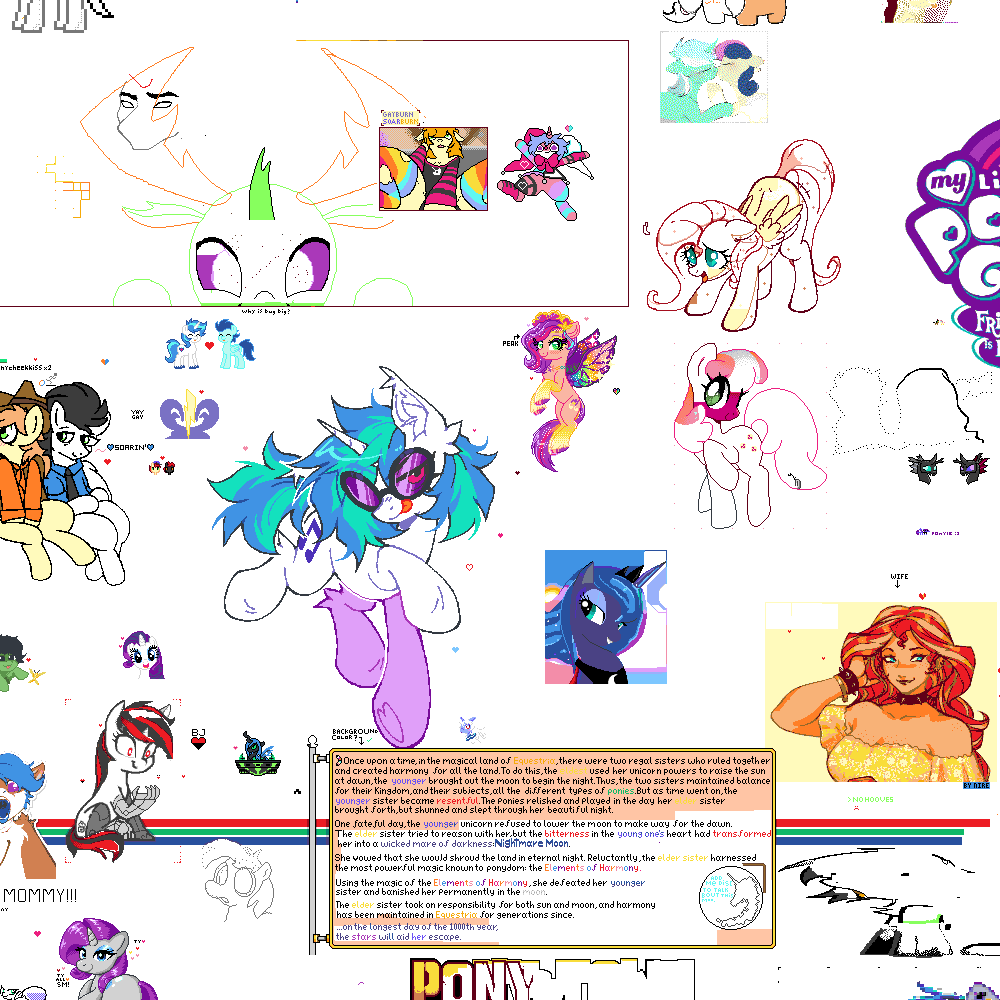 GAYBURN
SOARBURN
my Li
PO
FRI
is
Why is bug big?
PEAK
nycheekkiss x2
YAY
GAY
SOARIN'
PONYIE :3
WIFE
BJ
BACKGROUND
COLOR?
BY NIRE
>NO HOOVES
Once upon a time, in the magical land of Equestria, there were two regal sisters who ruled together
and created harmony for all the land. To do this, the used her unicorn powers to raise the sun
at dawn, the younger brought out the moon to begin the night. Thus, the two sisters maintained balance
for their kingdom, and their subjects, all the different types of ponies. But as time went on, the
younger sister became resentful. The ponies relished and played in the day her sister
brought forth, but shunned and slept through her beautiful night.
One fateful day, the younger unicorn refused to lower the moon to make way for the dawn.
The elder sister tried to reason with her, but the bitterness in the young one's heart had transformed
her into a wicked mare of darkness: Nightmare Moon.
She vowed that she would shroud the land in eternal night. Reluctantly, the elder sister harnessed
the most powerful magic known to ponydom: the Elements of Harmony.
Using the magic of the Elements of Harmony, she defeated her younger
sister and banished her permanently in the moon.
The elder sister took on responsibility for both sun and moon, and harmony
has been maintained in Equestria for generations since.
...on the longest day of the 1000th year,
the stars will aid her escape.
MOMMY!!!
TY
ALL
SM!
PONY